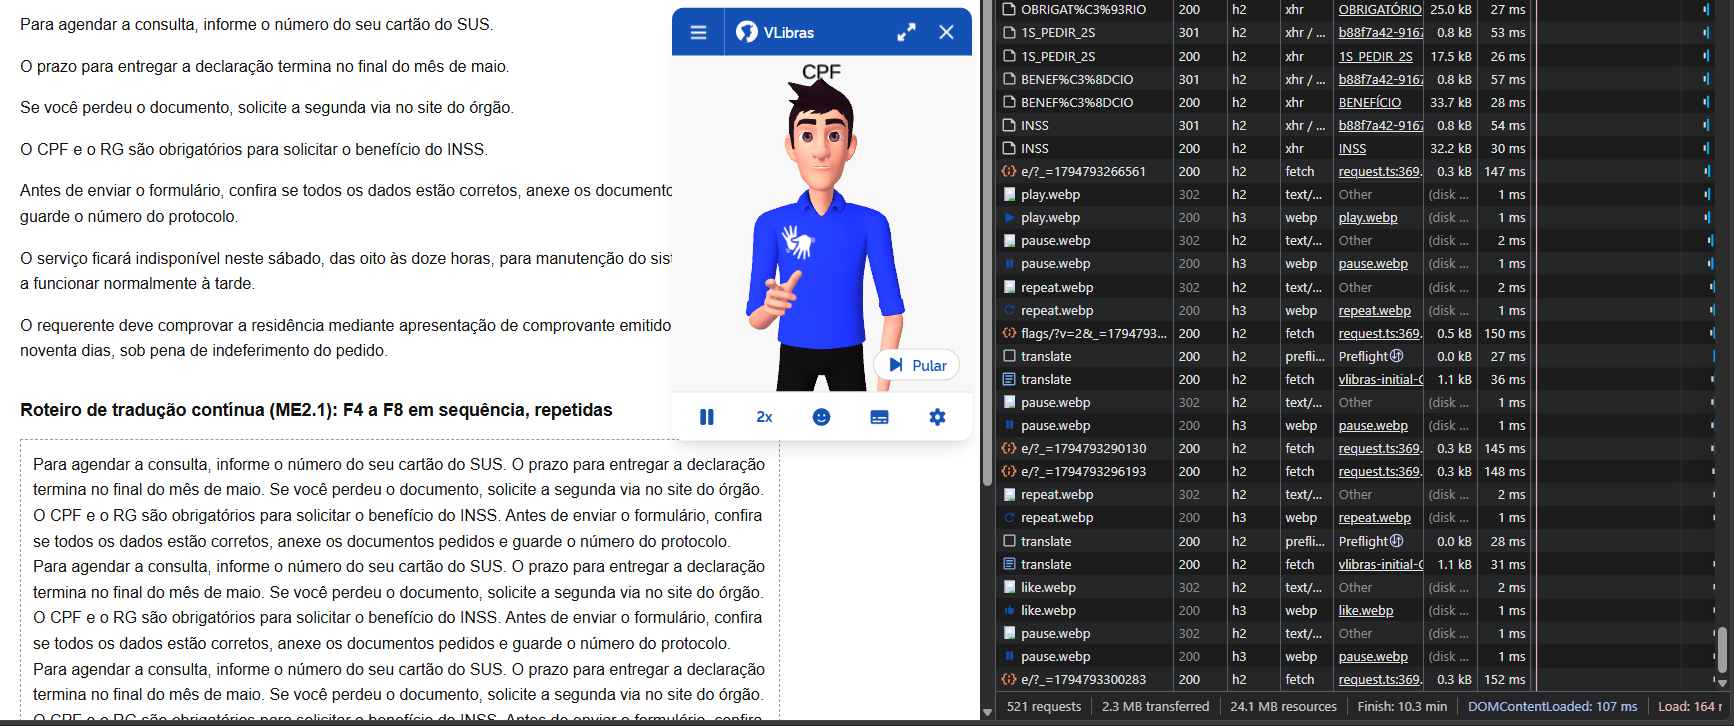 Para agendar a consulta, informe o número do seu cartão do SUS.
O prazo para entregar a declaração termina no final do mês de maio.
Se você perdeu o documento, solicite a segunda via no site do órgão.
O CPF e o RG são obrigatórios para solicitar o benefício do INSS.
Antes de enviar o formulário, confira se todos os dados estão corretos, anexe os documento
guarde o número do protocolo.
O serviço ficará indisponível neste sábado, das oito às doze horas, para manutenção do sis
a funcionar normalmente à tarde.
O requerente deve comprovar a residência mediante apresentação de comprovante emitido
noventa dias, sob pena de indeferimento do pedido.
Roteiro de tradução contínua (ME2.1): F4 a F8 em sequência, repetidas
Para agendar a consulta, informe o número do seu cartão do SUS. O prazo para entregar a declaração
termina no final do mês de maio. Se você perdeu o documento, solicite a segunda via no site do órgão.
O CPF e o RG são obrigatórios para solicitar o benefício do INSS. Antes de enviar o formulário, confira
se todos os dados estão corretos, anexe os documentos pedidos e guarde o número do protocolo.
Para agendar a consulta, informe o número do seu cartão do SUS. O prazo para entregar a declaração
termina no final do mês de maio. Se você perdeu o documento, solicite a segunda via no site do órgão.
O CPF e o RG são obrigatórios para solicitar o benefício do INSS. Antes de enviar o formulário, confira
se todos os dados estão corretos, anexe os documentos pedidos e guarde o número do protocolo.
Para agendar a consulta, informe o número do seu cartão do SUS. O prazo para entregar a declaração
termina no final do mês de maio. Se você perdeu o documento, solicite a segunda via no site do órgão.
O CPF e o RG são obrigatórios para solicitar o benefício do INSS. Antes de enviar o formulário, confira
VLibras
CPF
Pular
2x
OBRIGAT%C3%93RIO 200 h2 xhr OBRIGATÓRIO 25.0 kB 27 ms
1S_PEDIR_2S 301 h2 xhr / ... b88f7a42-9167 0.8 kB 53 ms
1S_PEDIR_2S 200 h2 xhr 1S_PEDIR_2S 17.5 kB 26 ms
BENEF%C3%8DCIO 301 h2 xhr / ... b88f7a42-9167 0.8 kB 57 ms
BENEF%C3%8DCIO 200 h2 xhr BENEFÍCIO 33.7 kB 28 ms
INSS 301 h2 xhr / ... b88f7a42-9167 0.8 kB 54 ms
INSS 200 h2 xhr INSS 32.2 kB 30 ms
e/?_=1794793266561 200 h2 fetch request.ts:369. 0.3 kB 147 ms
play.webp 302 h2 text/... Other (disk ... 1 ms
play.webp 200 h3 webp play.webp (disk ... 1 ms
pause.webp 302 h2 text/... Other (disk ... 2 ms
pause.webp 200 h3 webp pause.webp (disk ... 1 ms
repeat.webp 302 h2 text/... Other (disk ... 2 ms
repeat.webp 200 h3 webp repeat.webp (disk ... 1 ms
flags/?v=2&_=1794793... 200 h2 fetch request.ts:369. 0.5 kB 150 ms
translate 200 h2 prefli... Preflight 0.0 kB 27 ms
translate 200 h2 fetch vlibras-initial-C 1.1 kB 36 ms
pause.webp 302 h2 text/... Other (disk ... 2 ms
pause.webp 200 h3 webp pause.webp (disk ... 1 ms
e/?_=1794793290130 200 h2 fetch request.ts:369. 0.3 kB 145 ms
e/?_=1794793296193 200 h2 fetch request.ts:369. 0.3 kB 148 ms
repeat.webp 302 h2 text/... Other (disk ... 2 ms
repeat.webp 200 h3 webp repeat.webp (disk ... 1 ms
translate 200 h2 prefli... Preflight 0.0 kB 28 ms
translate 200 h2 fetch vlibras-initial-C 1.1 kB 31 ms
like.webp 302 h2 text/... Other (disk ... 2 ms
like.webp 200 h3 webp like.webp (disk ... 1 ms
pause.webp 302 h2 text/... Other (disk ... 1 ms
pause.webp 200 h3 webp pause.webp (disk ... 1 ms
e/?_=1794793300283 200 h2 fetch request.ts:369. 0.3 kB 152 ms
521 requests 2.3 MB transferred 24.1 MB resources Finish: 10.3 min DOMContentLoaded: 107 ms Load: 164 r